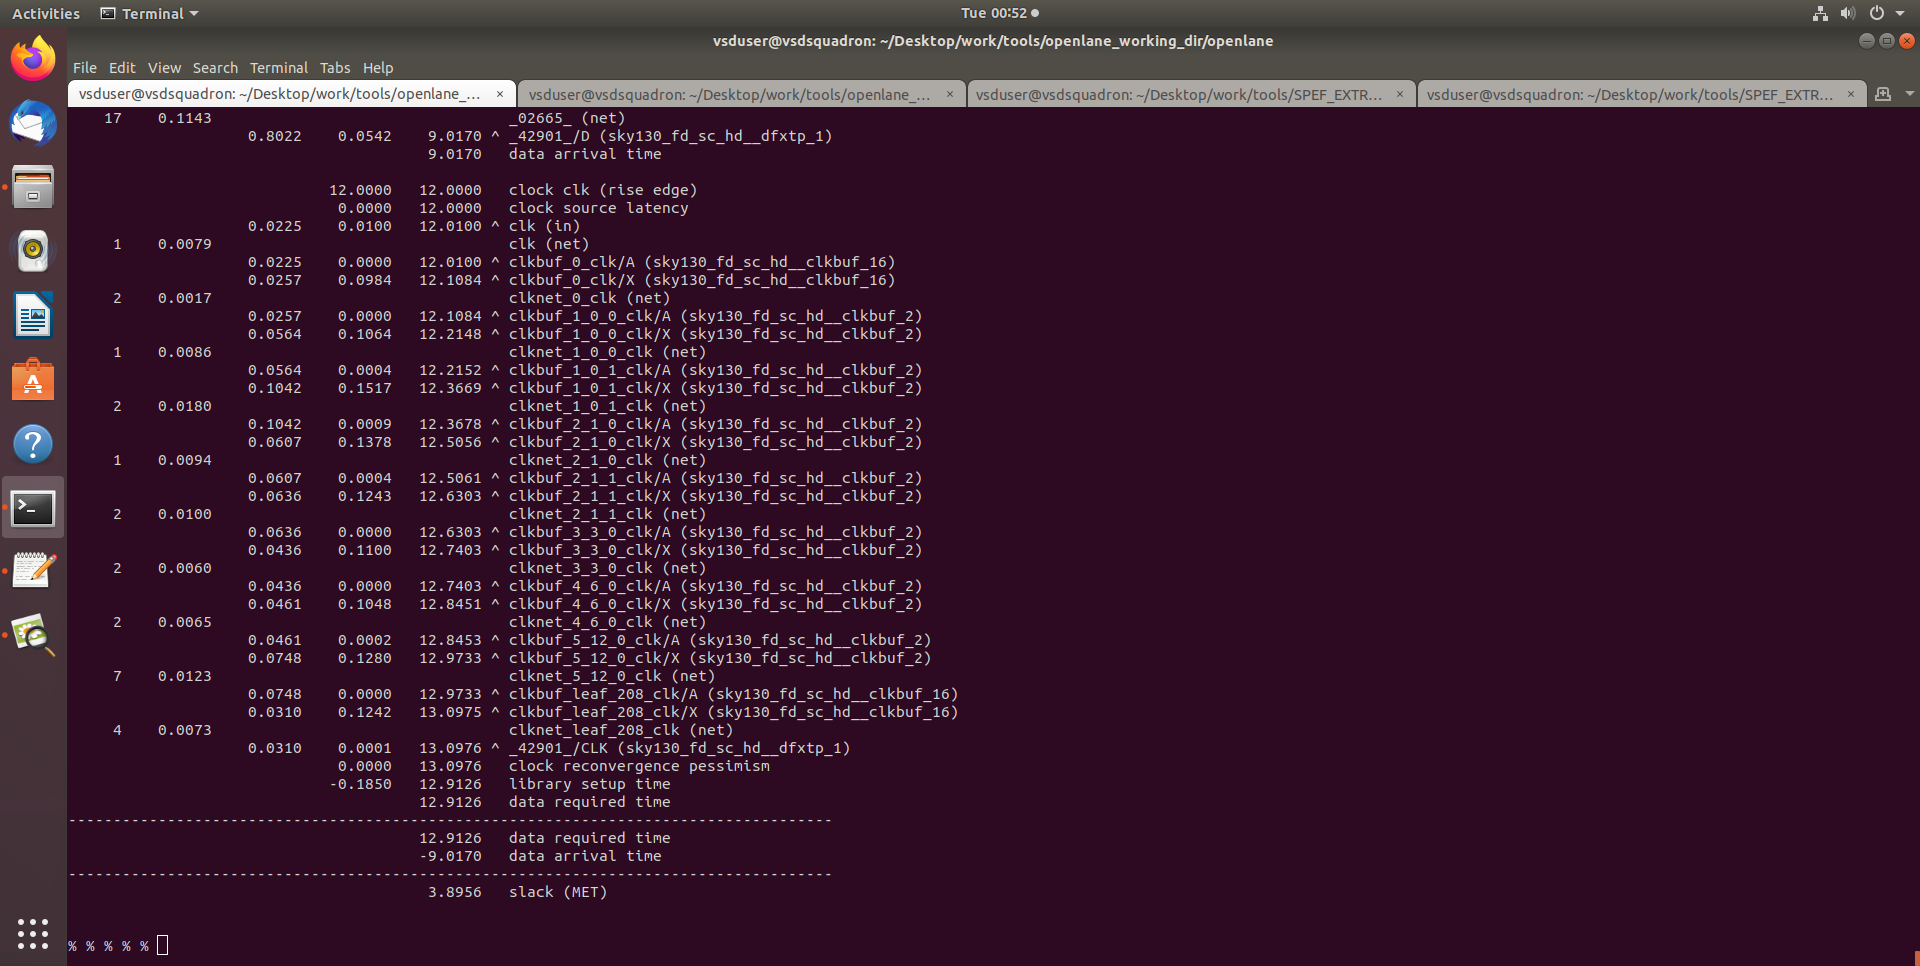 Activities Terminal Tue 00:52
vsduser@vsdsquadron: ~/Desktop/work/tools/openlane_working_dir/openlane
File Edit View Search Terminal Tabs Help
vsduser@vsdsquadron: ~/Desktop/work/tools/openlane_... × vsduser@vsdsquadron: ~/Desktop/work/tools/openlane_... × vsduser@vsdsquadron: ~/Desktop/work/tools/SPEF_EXTR... × vsduser@vsdsquadron: ~/Desktop/work/tools/SPEF_EXTR... ×
17 0.1143 _02665_ (net)
0.8022 0.0542 9.0170 ^ _42901_/D (sky130_fd_sc_hd__dfxtp_1)
9.0170 data arrival time
12.0000 12.0000 clock clk (rise edge)
0.0000 12.0000 clock source latency
0.0225 0.0100 12.0100 ^ clk (in)
1 0.0079 clk (net)
0.0225 0.0000 12.0100 ^ clkbuf_0_clk/A (sky130_fd_sc_hd__clkbuf_16)
0.0257 0.0984 12.1084 ^ clkbuf_0_clk/X (sky130_fd_sc_hd__clkbuf_16)
2 0.0017 clknet_0_clk (net)
0.0257 0.0000 12.1084 ^ clkbuf_1_0_0_clk/A (sky130_fd_sc_hd__clkbuf_2)
0.0564 0.1064 12.2148 ^ clkbuf_1_0_0_clk/X (sky130_fd_sc_hd__clkbuf_2)
1 0.0086 clknet_1_0_0_clk (net)
0.0564 0.0004 12.2152 ^ clkbuf_1_0_1_clk/A (sky130_fd_sc_hd__clkbuf_2)
0.1042 0.1517 12.3669 ^ clkbuf_1_0_1_clk/X (sky130_fd_sc_hd__clkbuf_2)
2 0.0180 clknet_1_0_1_clk (net)
0.1042 0.0009 12.3678 ^ clkbuf_2_1_0_clk/A (sky130_fd_sc_hd__clkbuf_2)
0.0607 0.1378 12.5056 ^ clkbuf_2_1_0_clk/X (sky130_fd_sc_hd__clkbuf_2)
1 0.0094 clknet_2_1_0_clk (net)
0.0607 0.0004 12.5061 ^ clkbuf_2_1_1_clk/A (sky130_fd_sc_hd__clkbuf_2)
0.0636 0.1243 12.6303 ^ clkbuf_2_1_1_clk/X (sky130_fd_sc_hd__clkbuf_2)
2 0.0100 clknet_2_1_1_clk (net)
0.0636 0.0000 12.6303 ^ clkbuf_3_3_0_clk/A (sky130_fd_sc_hd__clkbuf_2)
0.0436 0.1100 12.7403 ^ clkbuf_3_3_0_clk/X (sky130_fd_sc_hd__clkbuf_2)
2 0.0060 clknet_3_3_0_clk (net)
0.0436 0.0000 12.7403 ^ clkbuf_4_6_0_clk/A (sky130_fd_sc_hd__clkbuf_2)
0.0461 0.1048 12.8451 ^ clkbuf_4_6_0_clk/X (sky130_fd_sc_hd__clkbuf_2)
2 0.0065 clknet_4_6_0_clk (net)
0.0461 0.0002 12.8453 ^ clkbuf_5_12_0_clk/A (sky130_fd_sc_hd__clkbuf_2)
0.0748 0.1280 12.9733 ^ clkbuf_5_12_0_clk/X (sky130_fd_sc_hd__clkbuf_2)
7 0.0123 clknet_5_12_0_clk (net)
0.0748 0.0000 12.9733 ^ clkbuf_leaf_208_clk/A (sky130_fd_sc_hd__clkbuf_16)
0.0310 0.1242 13.0975 ^ clkbuf_leaf_208_clk/X (sky130_fd_sc_hd__clkbuf_16)
4 0.0073 clknet_leaf_208_clk (net)
0.0310 0.0001 13.0976 ^ _42901_/CLK (sky130_fd_sc_hd__dfxtp_1)
0.0000 13.0976 clock reconvergence pessimism
-0.1850 12.9126 library setup time
12.9126 data required time
-------------------------------------------------------------------------------------
12.9126 data required time
-9.0170 data arrival time
-------------------------------------------------------------------------------------
3.8956 slack (MET)
% % % % %